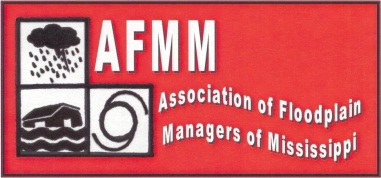 AFMM
Association of Floodplain
Managers of Mississippi